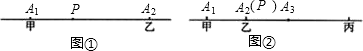 A₁ P A₂
甲 乙
图①
A₁ A₂(P) A₃
甲 乙 丙
图②